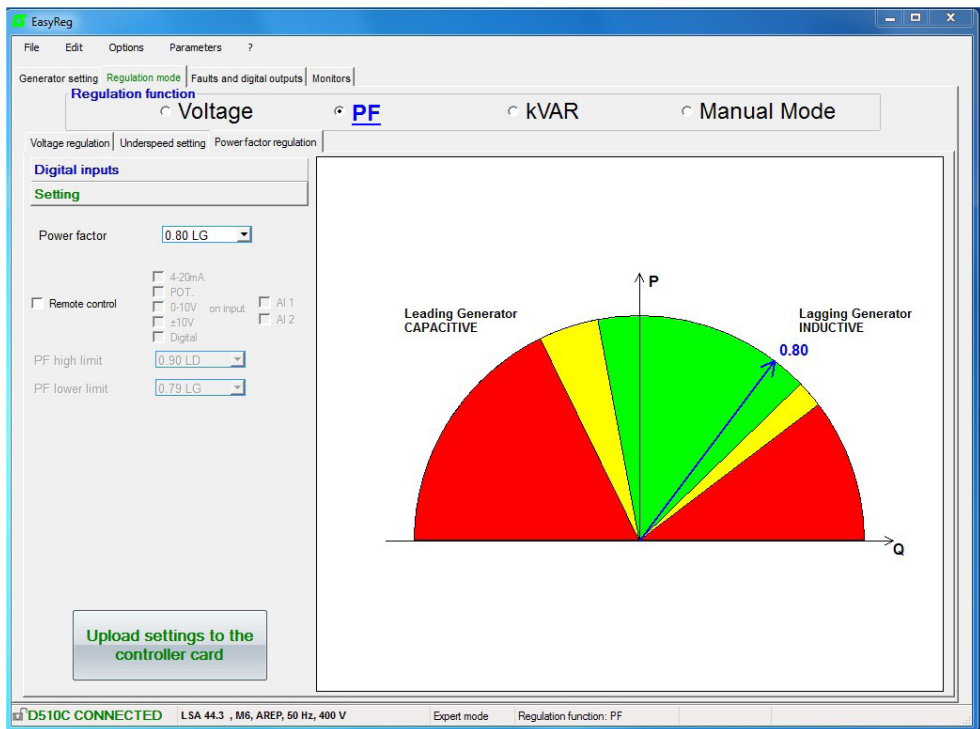 EasyReg
File Edit Options Parameters ?
Generator setting Regulation mode Faults and digital outputs Monitors
Regulation function
Voltage PF kVAR Manual Mode
Voltage regulation Underspeed setting Power factor regulation
Digital inputs
Setting
Power factor 0.80 LG
4-20mA
POT.
Remote control 0-10V on input AI 1
±10V AI 2
Digital
PF high limit 0.90 LD
PF lower limit 0.79 LG
P
Leading Generator
CAPACITIVE
Lagging Generator
INDUCTIVE
0.80
Q
Upload settings to the
controller card
D510C CONNECTED LSA 44.3 , M6, AREP, 50 Hz, 400 V Expert mode Regulation function: PF